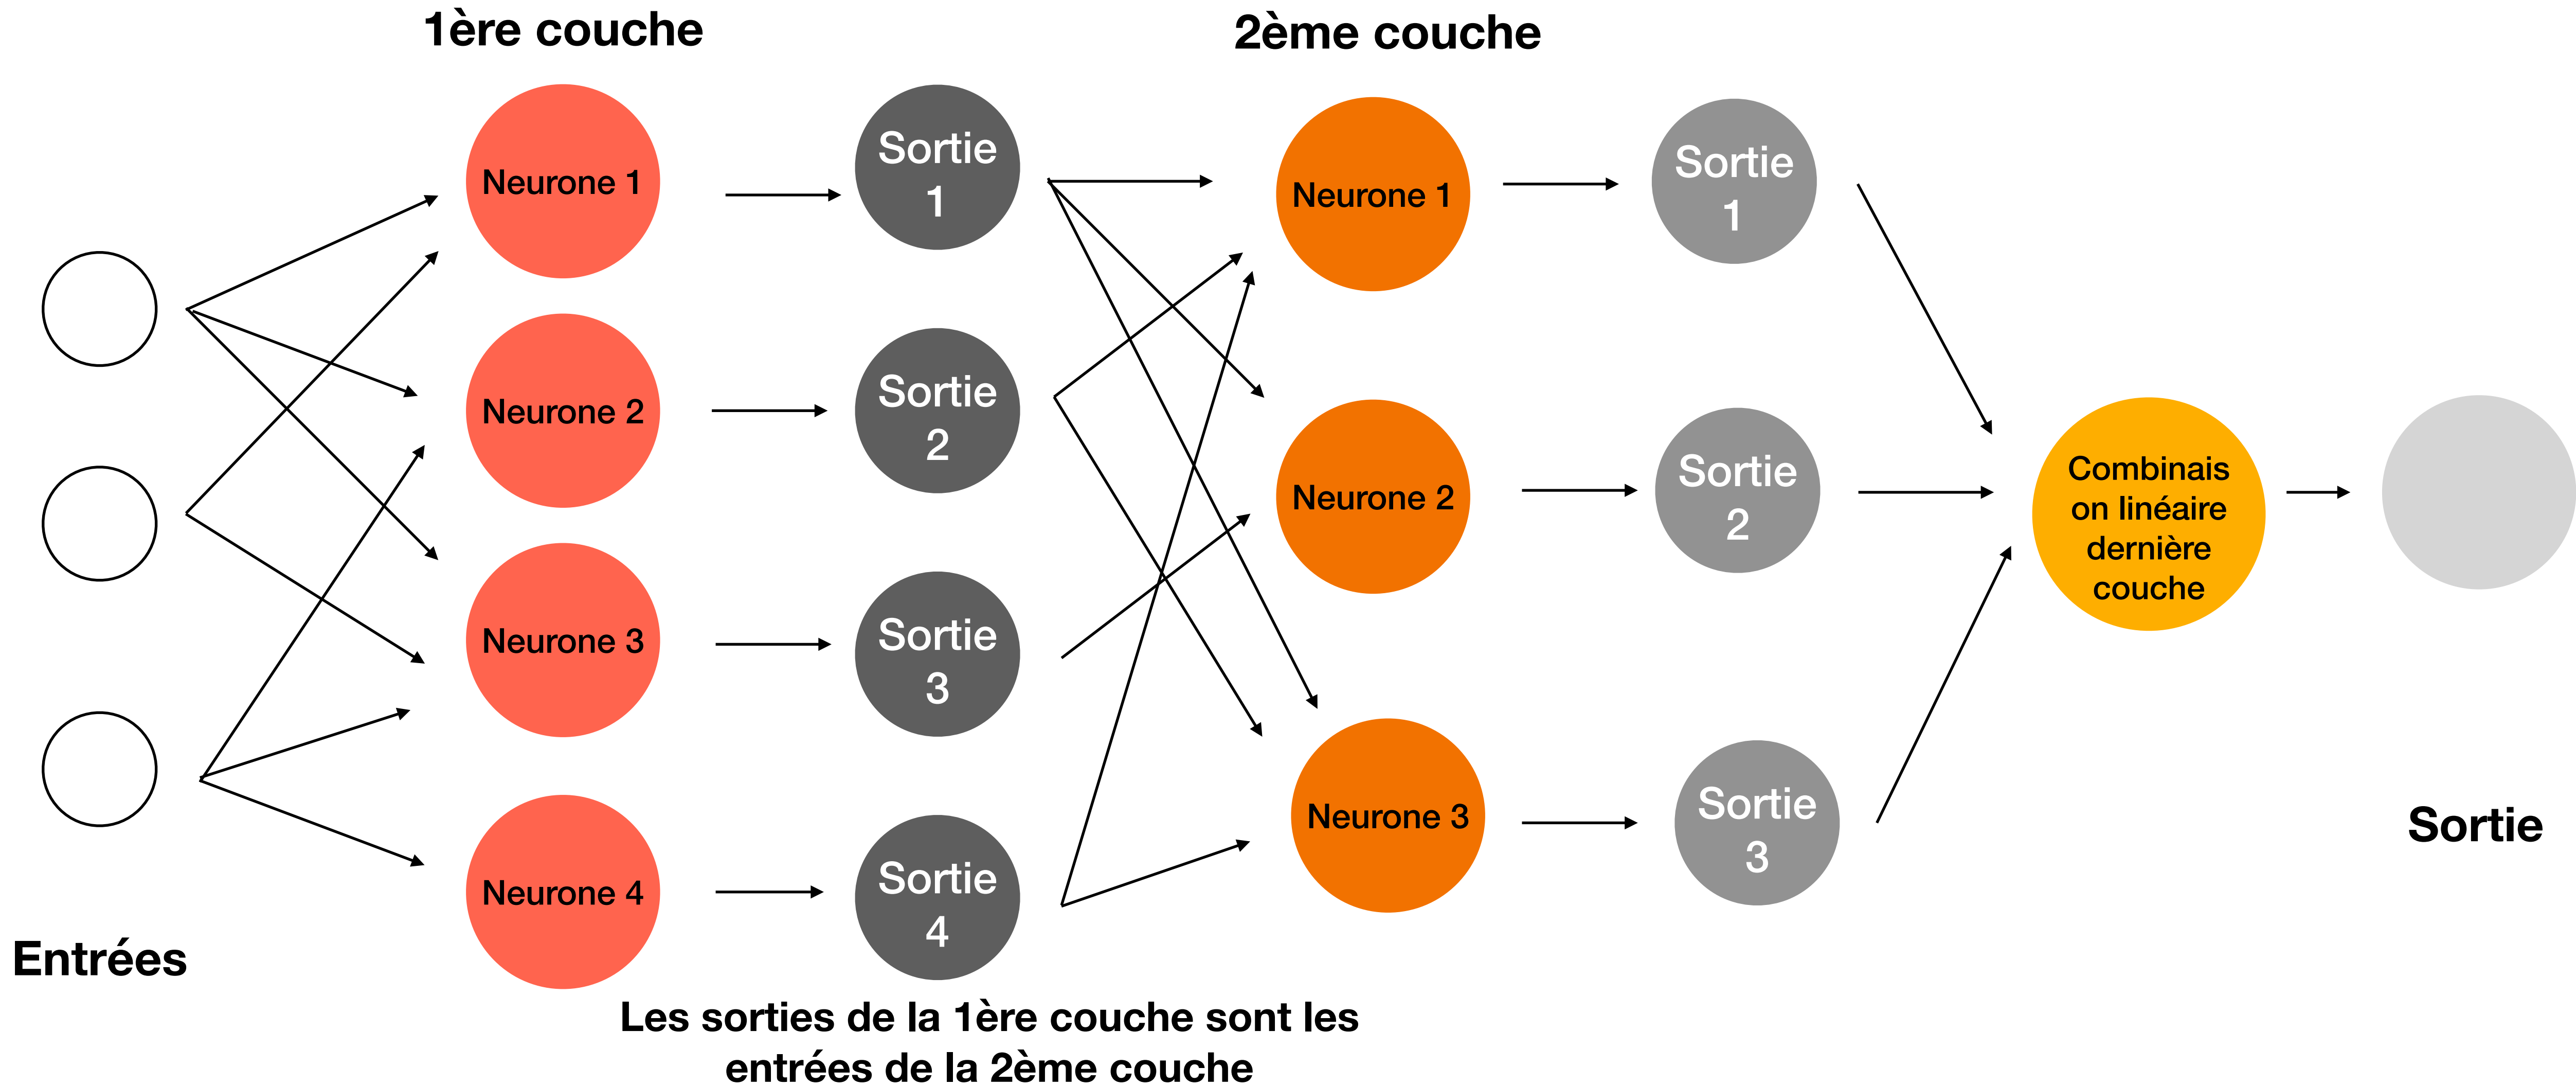 1ère couche
2ème couche
Neurone 1
Sortie
1
Neurone 1
Sortie
1
Neurone 2
Sortie
2
Neurone 2
Sortie
2
Combinais
on linéaire
dernière
couche
Neurone 3
Sortie
3
Neurone 3
Sortie
3
Sortie
Neurone 4
Sortie
4
Entrées
Les sorties de la 1ère couche sont les
entrées de la 2ème couche